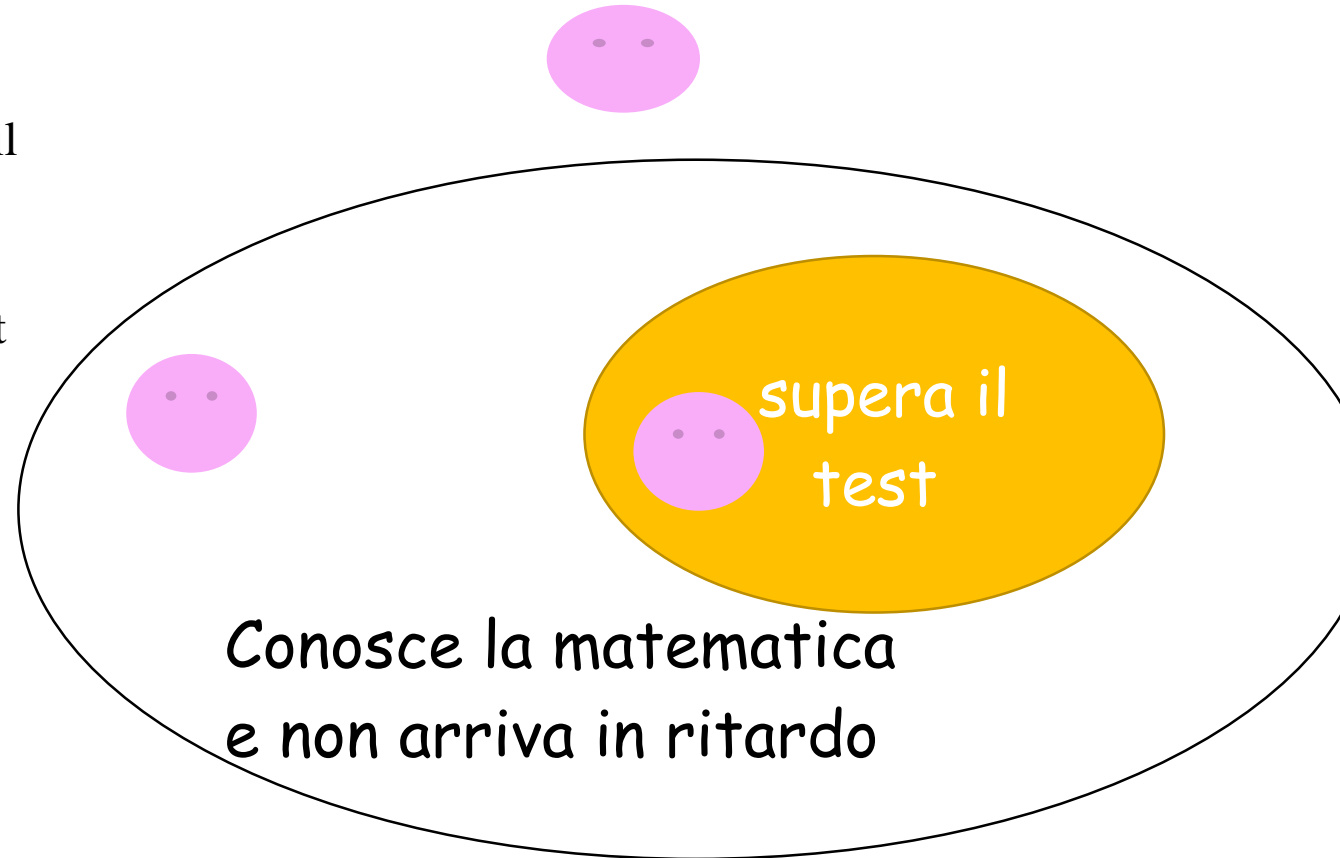 supera il
test
Conosce la matematica
e non arriva in ritardo